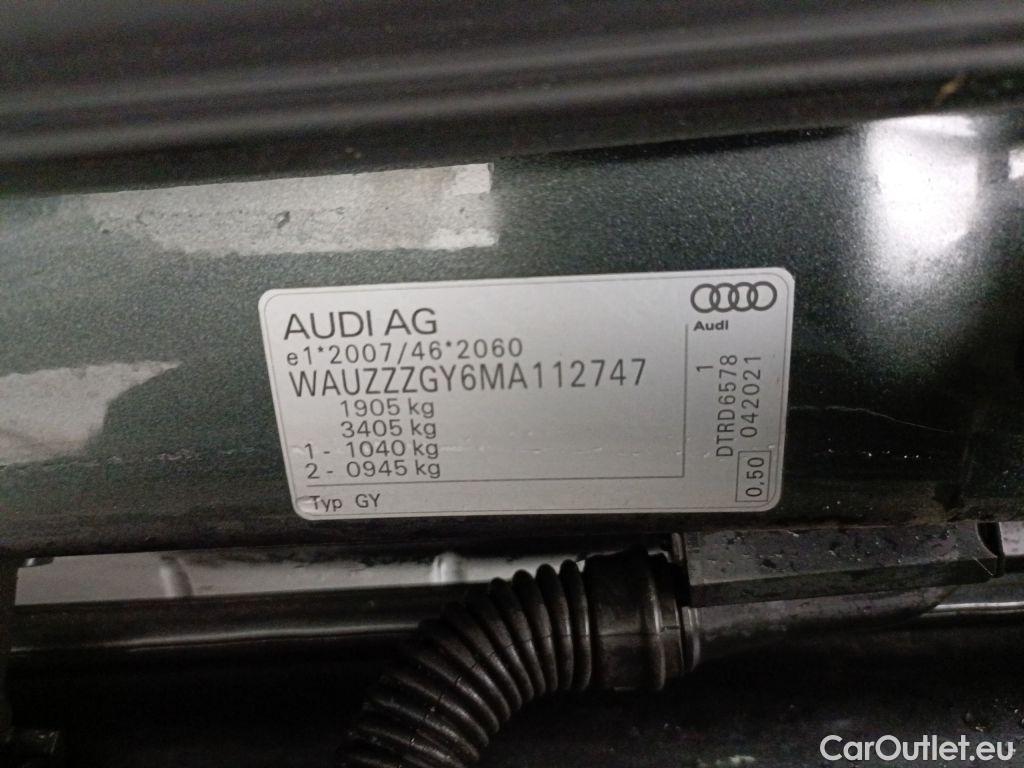 AUDI AG
e1*2007/46*2060
WAUZZZGY6MA112747
1905 kg
3405 kg
1 - 1040 kg
2 - 0945 kg
Typ GY
Audi
1
DTRD6578
042021
0,50
CarOutlet.eu